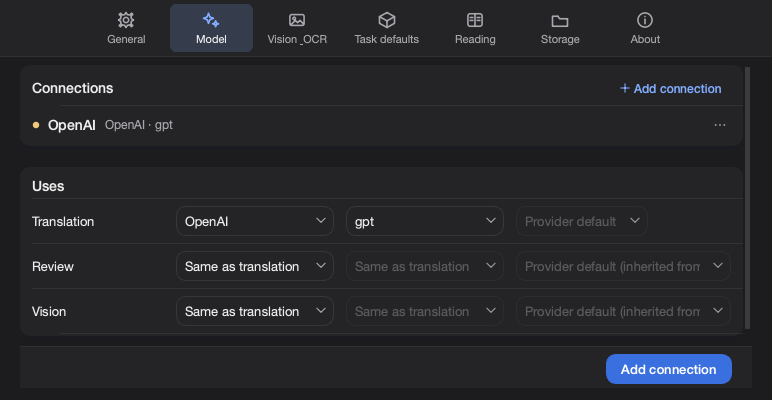 General Model Vision _OCR Task defaults Reading Storage About
Connections + Add connection
OpenAI OpenAI · gpt ...
Uses
Translation OpenAI gpt Provider default
Review Same as translation Same as translation Provider default (inherited from
Vision Same as translation Same as translation Provider default (inherited from
Add connection